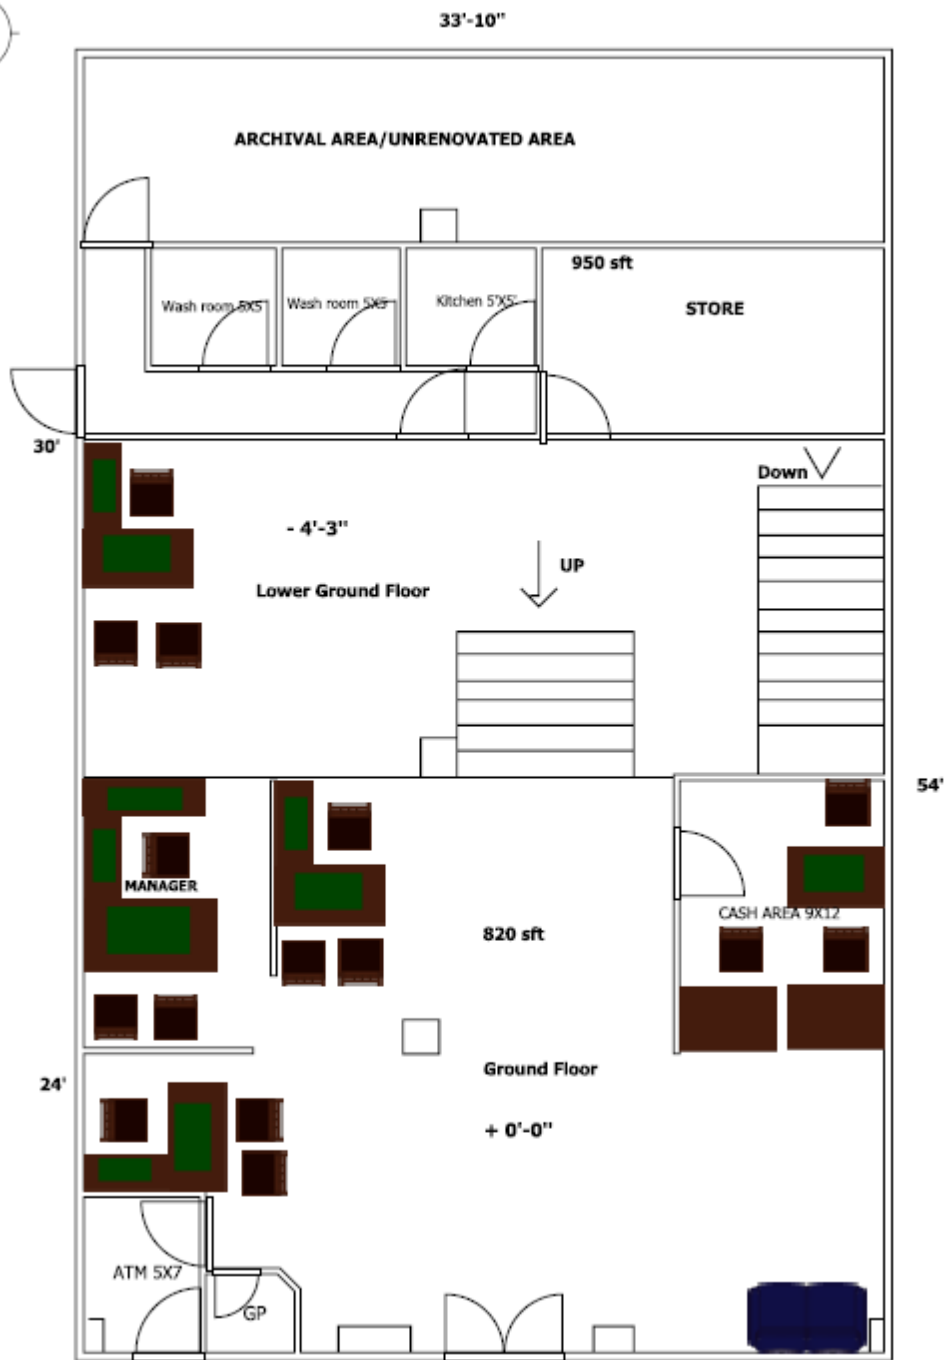 33'-10"
ARCHIVAL AREA/UNRENOVATED AREA
950 sft
Wash room 5X5
Wash room 5X5
Kitchen 5'X5'
STORE
30'
Down
- 4'-3"
UP
Lower Ground Floor
54'
MANAGER
CASH AREA 9X12
820 sft
Ground Floor
24'
+ 0'-0"
ATM 5X7
GP